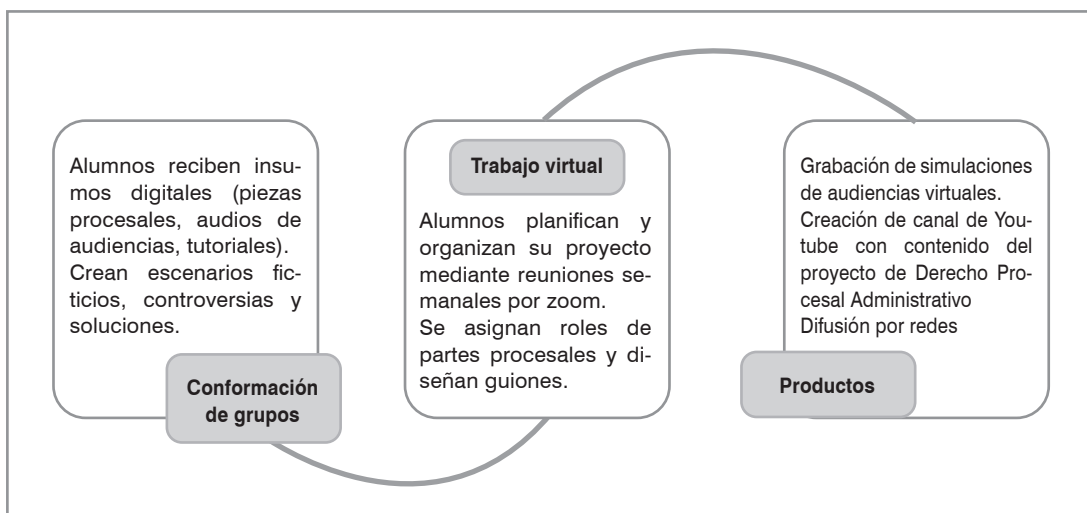 Alumnos reciben insu-
mos digitales (piezas
procesales, audios de
audiencias, tutoriales).
Crean escenarios fic-
ticios, controversias y
soluciones.
Conformación
de grupos
Trabajo virtual
Alumnos planifican y
organizan su proyecto
mediante reuniones se-
manales por zoom.
Se asignan roles de
partes procesales y di-
señan guiones.
Grabación de simulaciones
de audiencias virtuales.
Creación de canal de You-
tube con contenido del
proyecto de Derecho Pro-
cesal Administrativo
Difusión por redes
Productos